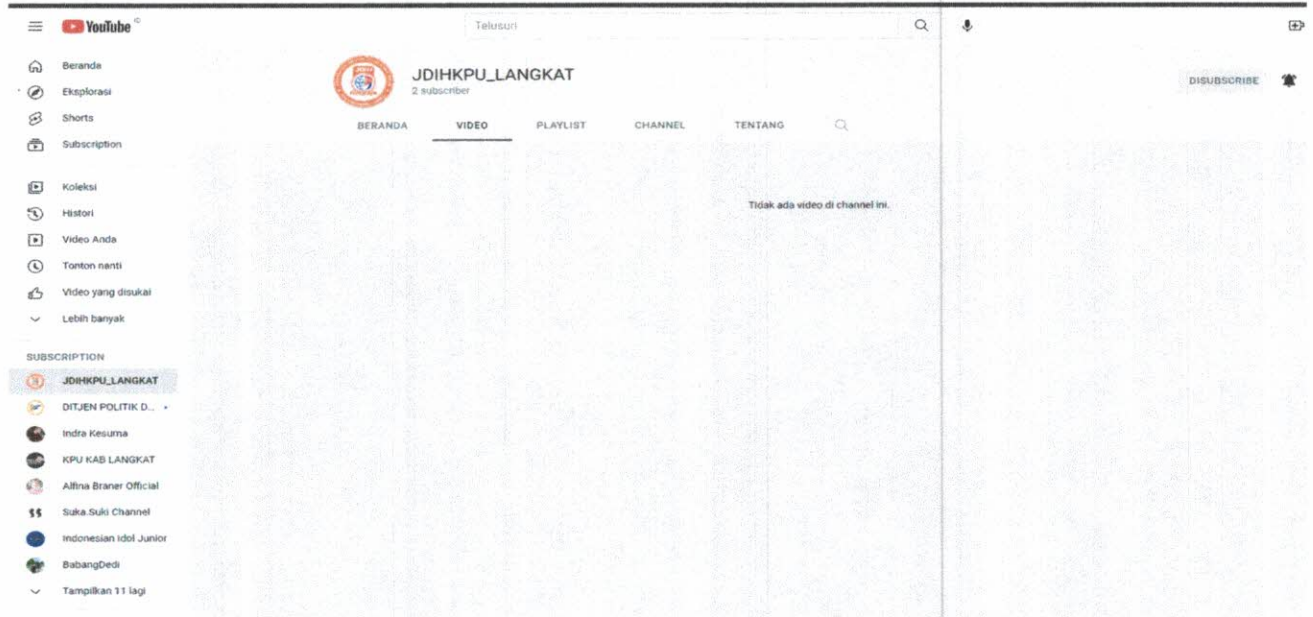 YouTube ID
Telusuri
Beranda
Eksplorasi
Shorts
Subscription
Koleksi
Histori
Video Anda
Tonton nanti
Video yang disukai
Lebih banyak
SUBSCRIPTION
JDIHKPU_LANGKAT
DITJEN POLITIK D...
Indra Kesuma
KPU KAB LANGKAT
Alfina Braner Official
Suka.Suki Channel
Indonesian Idol Junior
BabangDedi
Tampilkan 11 lagi
JDIHKPU_LANGKAT
2 subscriber
DISUBSCRIBE
BERANDA VIDEO PLAYLIST CHANNEL TENTANG
Tidak ada video di channel ini.